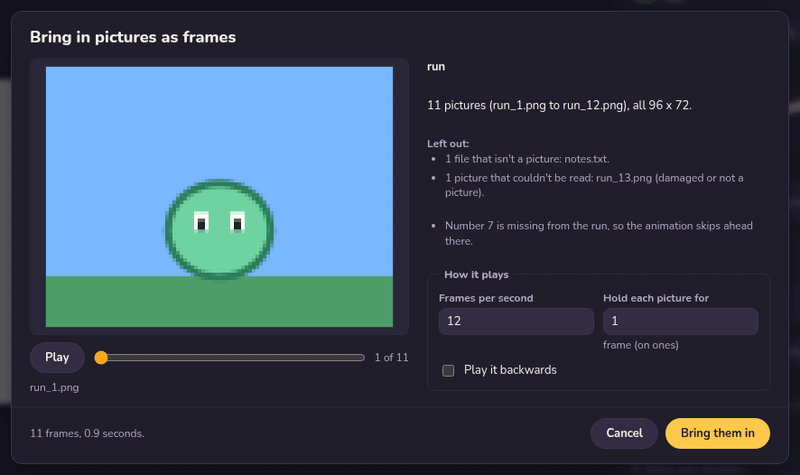 Bring in pictures as frames
run
11 pictures (run_1.png to run_12.png), all 96 x 72.
Left out:
• 1 file that isn't a picture: notes.txt.
• 1 picture that couldn't be read: run_13.png (damaged or not a
picture).
• Number 7 is missing from the run, so the animation skips ahead
there.
How it plays
Frames per second
Hold each picture for
12
1
frame (on ones)
Play it backwards
Play
1 of 11
run_1.png
11 frames, 0.9 seconds.
Cancel
Bring them in